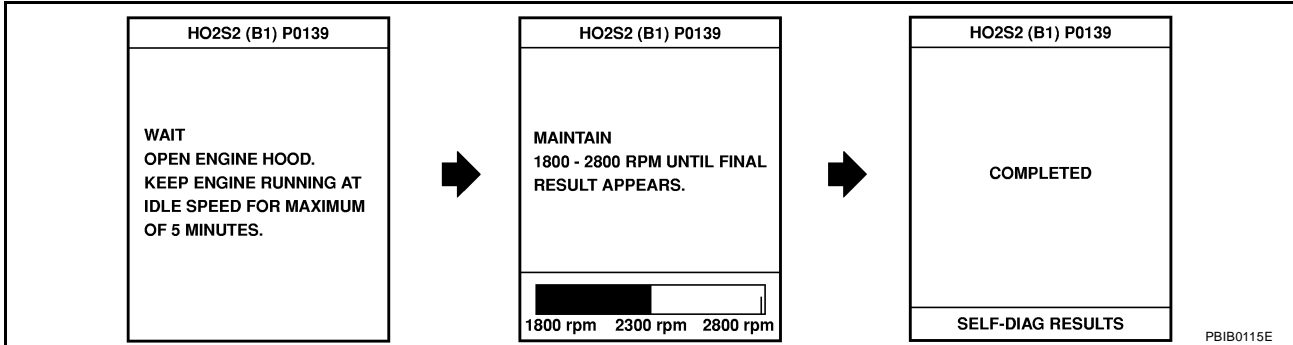 HO2S2 (B1) P0139
WAIT
OPEN ENGINE HOOD.
KEEP ENGINE RUNNING AT
IDLE SPEED FOR MAXIMUM
OF 5 MINUTES.
HO2S2 (B1) P0139
MAINTAIN
1800 - 2800 RPM UNTIL FINAL
RESULT APPEARS.
1800 rpm 2300 rpm 2800 rpm
HO2S2 (B1) P0139
COMPLETED
SELF-DIAG RESULTS
PBIB0115E